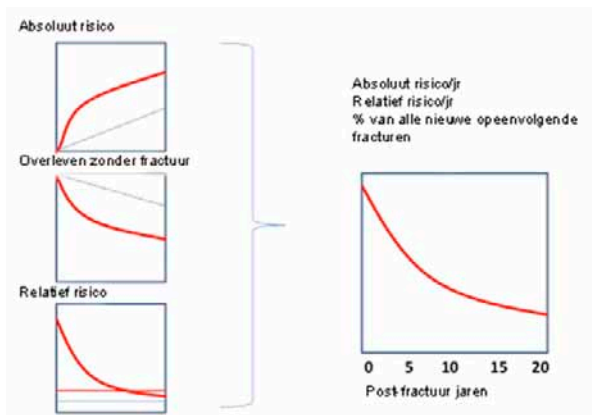 Absoluut risico
Overleven zonder fractuur
Relatief risico
Absoluut risico/jr
Relatief risico/jr
% van alle nieuwe opeenvolgende
fracturen
0 5 10 15 20
Post-fractuur jaren